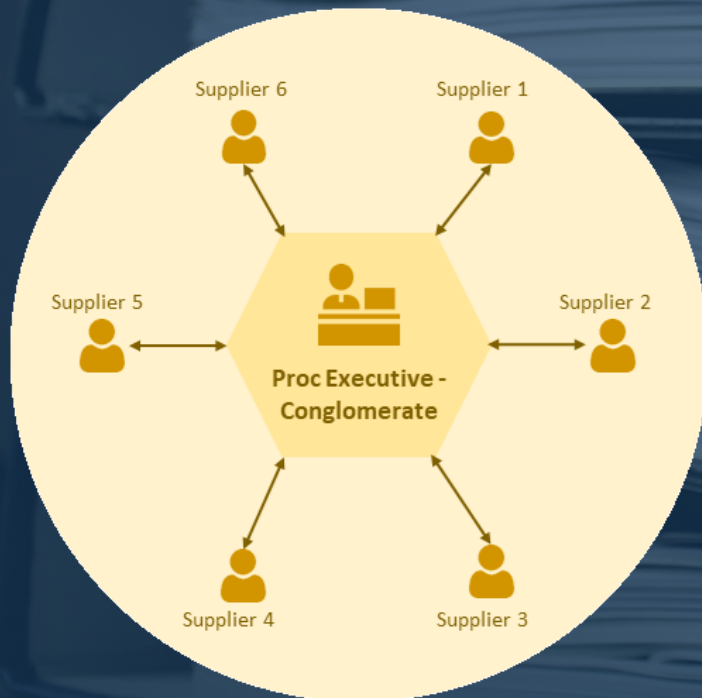 Supplier 6
Supplier 1
Supplier 5
Supplier 2
Proc Executive -
Conglomerate
Supplier 4
Supplier 3